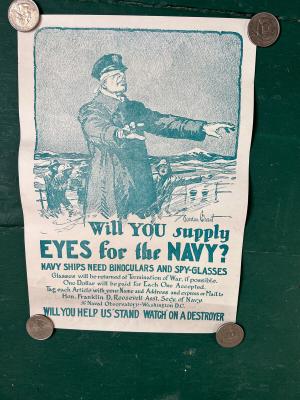 Gordon Grant
Will YOU supply
EYES for the NAVY?
NAVY SHIPS NEED BINOCULARS AND SPY-GLASSES
Glasses will be returned at Termination of War, if possible.
One Dollar will be paid for Each One Accepted.
Tag each Article with your Name and Address and express or Mail to
Hon. Franklin D. Roosevelt Asst. Secy. of Navy
℅ Naval Observatory-Washington D.C.
WILL YOU HELP US STAND WATCH ON A DESTROYER